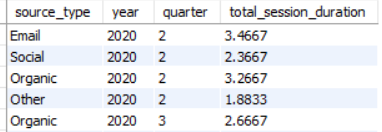 source_type year quarter total_session_duration
Email 2020 2 3.4667
Social 2020 2 2.3667
Organic 2020 2 3.2667
Other 2020 2 1.8833
Organic 2020 3 2.6667